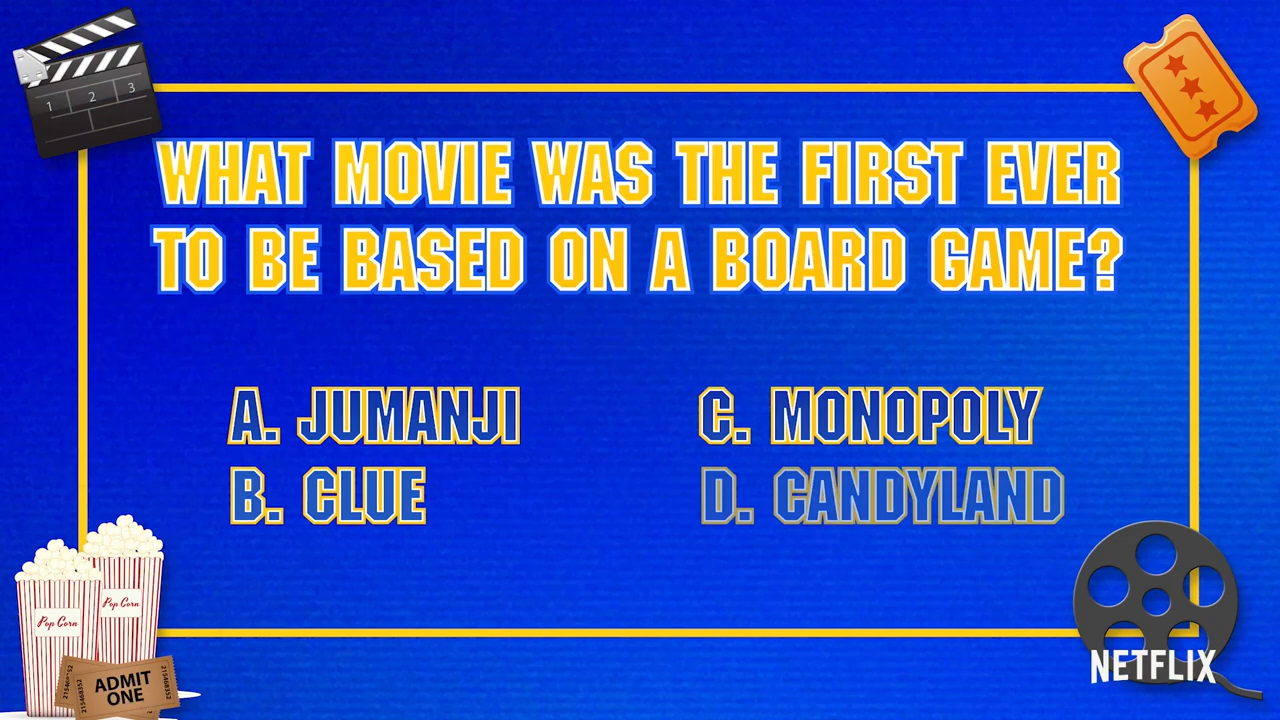 1 2 3
WHAT MOVIE WAS THE FIRST EVER
TO BE BASED ON A BOARD GAME?
A. JUMANJI
B. CLUE
C. MONOPOLY
D. CANDYLAND
Pop Corn
Pop Corn
ADMIT
ONE
215468352
NETFLIX